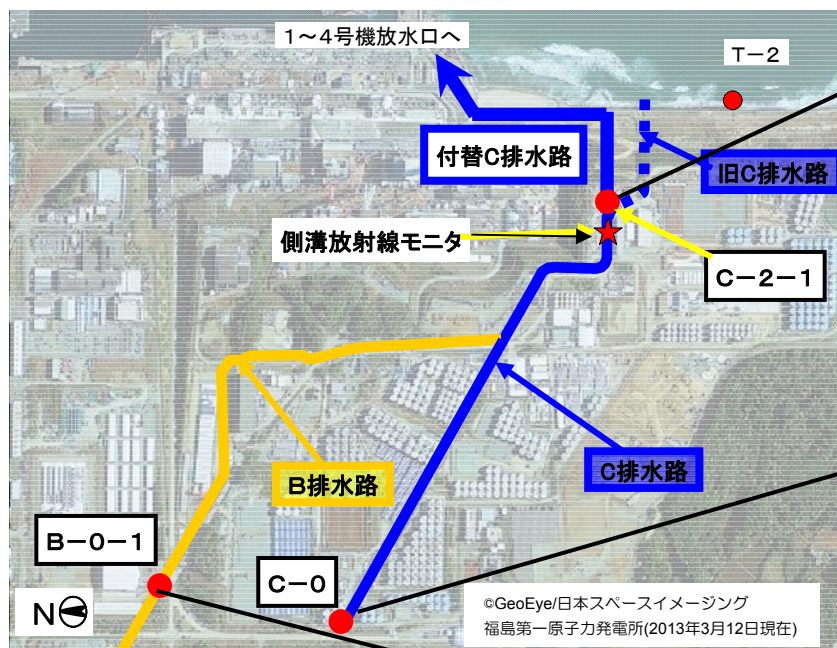 １～４号機放水口へ
Ｔ－２
付替C排水路
旧C排水路
側溝放射線モニタ
Ｃ－２－１
Ｂ排水路
C排水路
Ｂ－０－１
Ｃ－０
N
©GeoEye/日本スペースイメージング
福島第一原子力発電所(2013年3月12日現在)